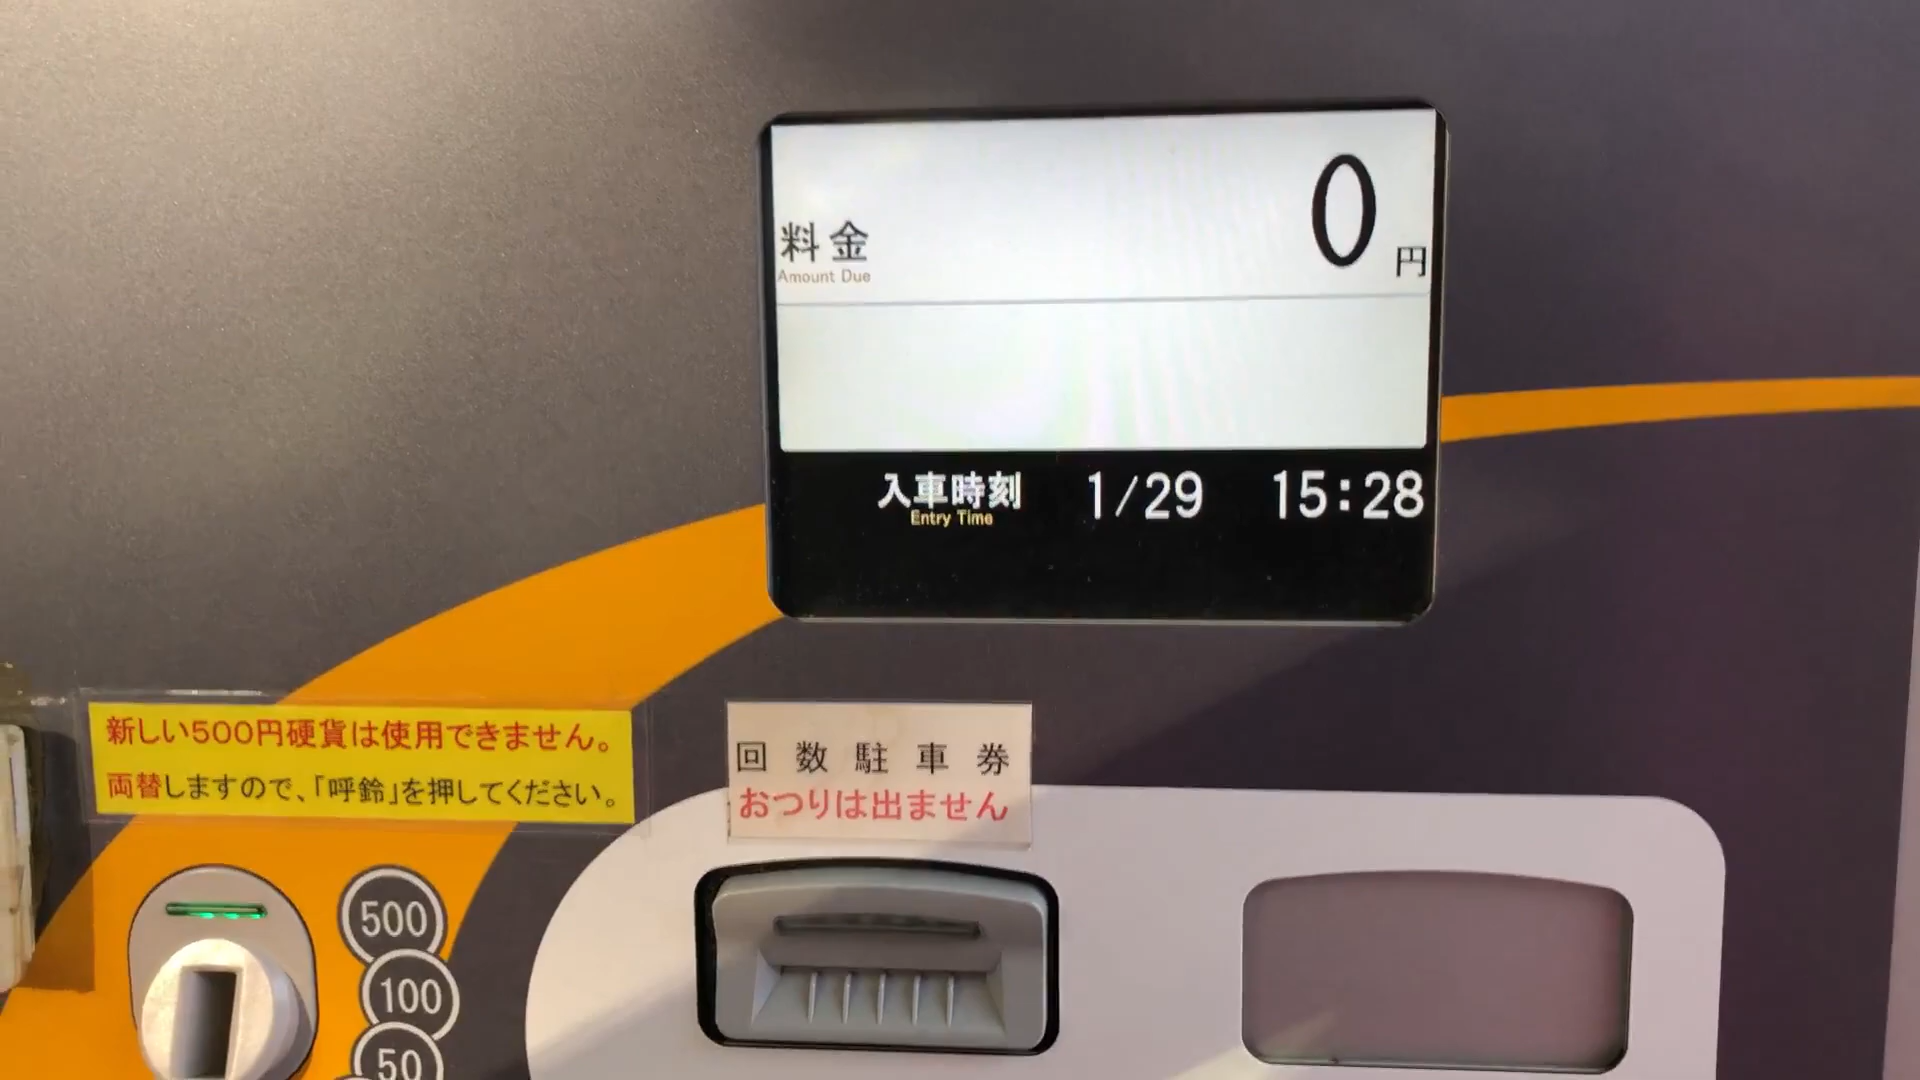 0
料金 円
Amount Due
入車時刻 1/29 15:28
Entry Time
新しい500円硬貨は使用できません。
両替しますので、「呼鈴」を押してください。
回数駐車券
おつりは出ません
500
100
50